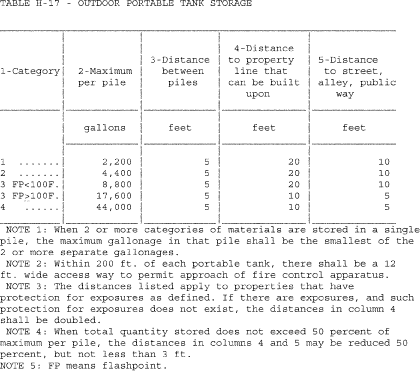 TABLE H-17 - OUTDOOR PORTABLE TANK STORAGE
4-Distance
3-Distance to property 5-Distance
1-Category 2-Maximum between line that to street,
per pile piles can be built alley, public
upon way
gallons feet feet feet
1 ....... 2,200 5 20 10
2 ....... 4,400 5 20 10
3 FP<100F. 8,800 5 20 10
3 FP>100F. 17,600 5 10 5
4 ...... 44,000 5 10 5
NOTE 1: When 2 or more categories of materials are stored in a single
pile, the maximum gallonage in that pile shall be the smallest of the
2 or more separate gallonages.
NOTE 2: Within 200 ft. of each portable tank, there shall be a 12
ft. wide access way to permit approach of fire control apparatus.
NOTE 3: The distances listed apply to properties that have
protection for exposures as defined. If there are exposures, and such
protection for exposures does not exist, the distances in column 4
shall be doubled.
NOTE 4: When total quantity stored does not exceed 50 percent of
maximum per pile, the distances in columns 4 and 5 may be reduced 50
percent, but not less than 3 ft.
NOTE 5: FP means flashpoint.